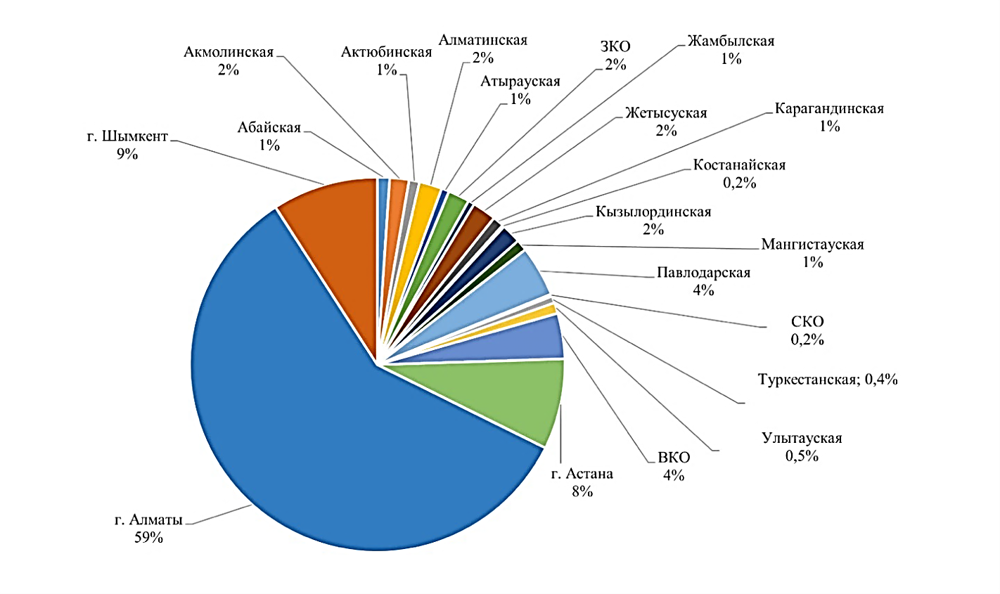 Алматинская
2%
Жамбылская
1%
ЗКО
2%
Акмолинская
2%
Актюбинская
1%
Атырауская
1%
Карагандинская
1%
Жетысуская
2%
Абайская
1%
г. Шымкент
9%
Костанайская
0,2%
Кызылординская
2%
Мангистауская
1%
Павлодарская
4%
СКО
0,2%
Туркестанская; 0,4%
Улытауская
0,5%
ВКО
4%
г. Астана
8%
г. Алматы
59%